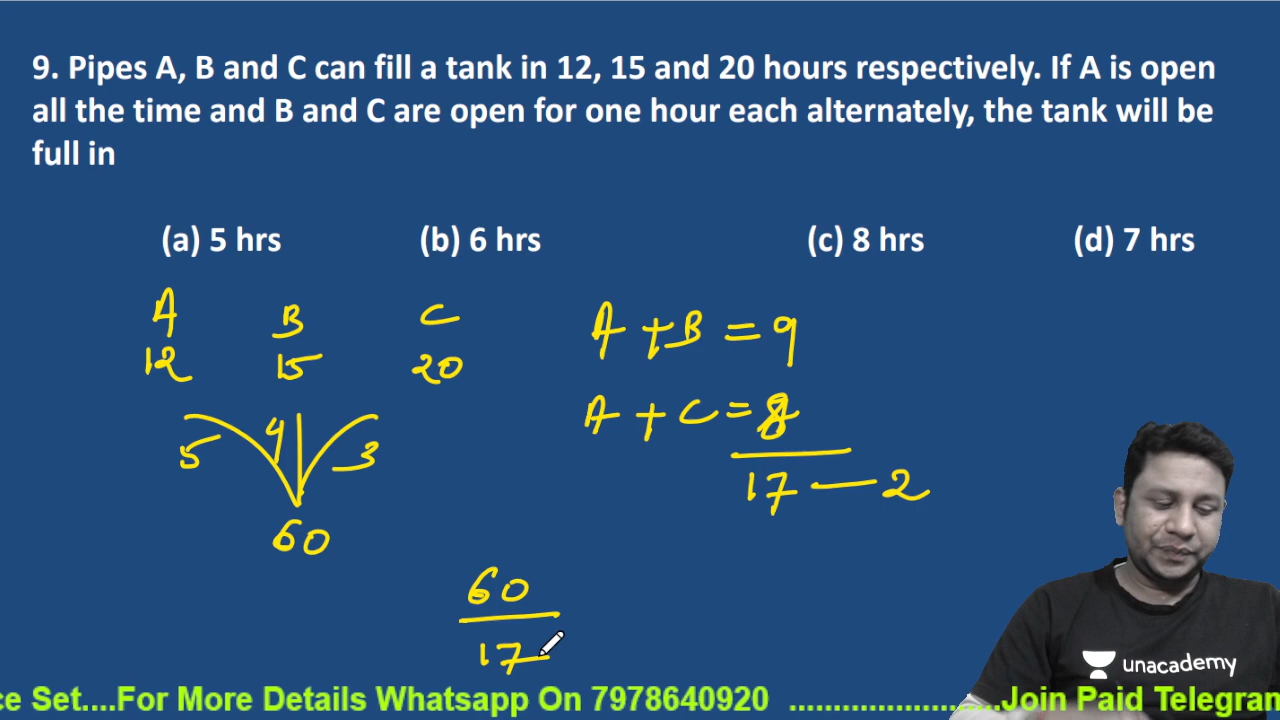 9. Pipes A, B and C can fill a tank in 12, 15 and 20 hours respectively. If A is open
all the time and B and C are open for one hour each alternately, the tank will be
full in
(a) 5 hrs (b) 6 hrs (c) 8 hrs (d) 7 hrs
A B C
12 15 20
5 4 3
60
A + B = 9
A + C = 8
17 — 2
60
17
unacademy
ce Set....For More Details Whatsapp On 7978640920 ........................Join Paid Telegran